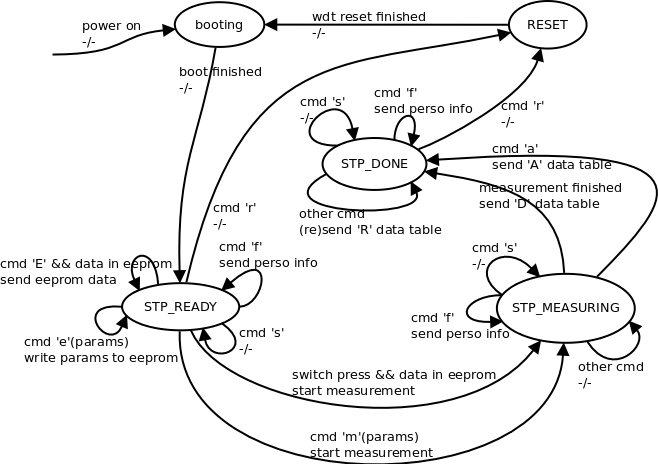 power on
-/-
booting
wdt reset finished
-/-
RESET
boot finished
-/-
cmd 's'
-/-
cmd 'f'
send perso info
cmd 'r'
-/-
STP_DONE
cmd 'a'
send 'A' data table
measurement finished
send 'D' data table
other cmd
(re)send 'R' data table
cmd 'r'
-/-
cmd 'f'
send perso info
cmd 'E' && data in eeprom
send eeprom data
STP_READY
cmd 'e'(params)
write params to eeprom
cmd 's'
-/-
cmd 's'
-/-
STP_MEASURING
cmd 'f'
send perso info
other cmd
-/-
switch press && data in eeprom
start measurement
cmd 'm'(params)
start measurement